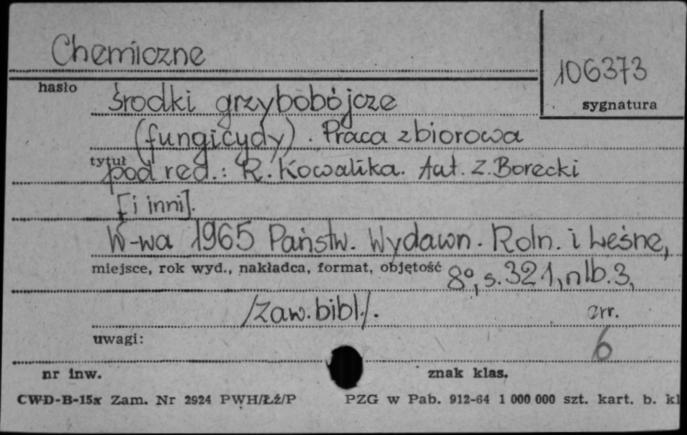 Chemiczne
106373
hasło
sygnatura
środki grzybobójcze
(fungicydy). Praca zbiorowa
tytuł
pod red.: R. Kowalika. Aut. Z. Borecki
[i inni].
W-wa 1965 Państw. Wydawn. Roln. i Leśne,
miejsce, rok wyd., nakładca, format, objętość
8°, s. 321, nlb. 3,
/zaw. bibl./.
err.
uwagi:
6
nr inw.
znak klas.
CWD-B-15x Zam. Nr 2924 PWH/Łź/P PZG w Pab. 912-64 1 000 000 szt. kart. b. kl